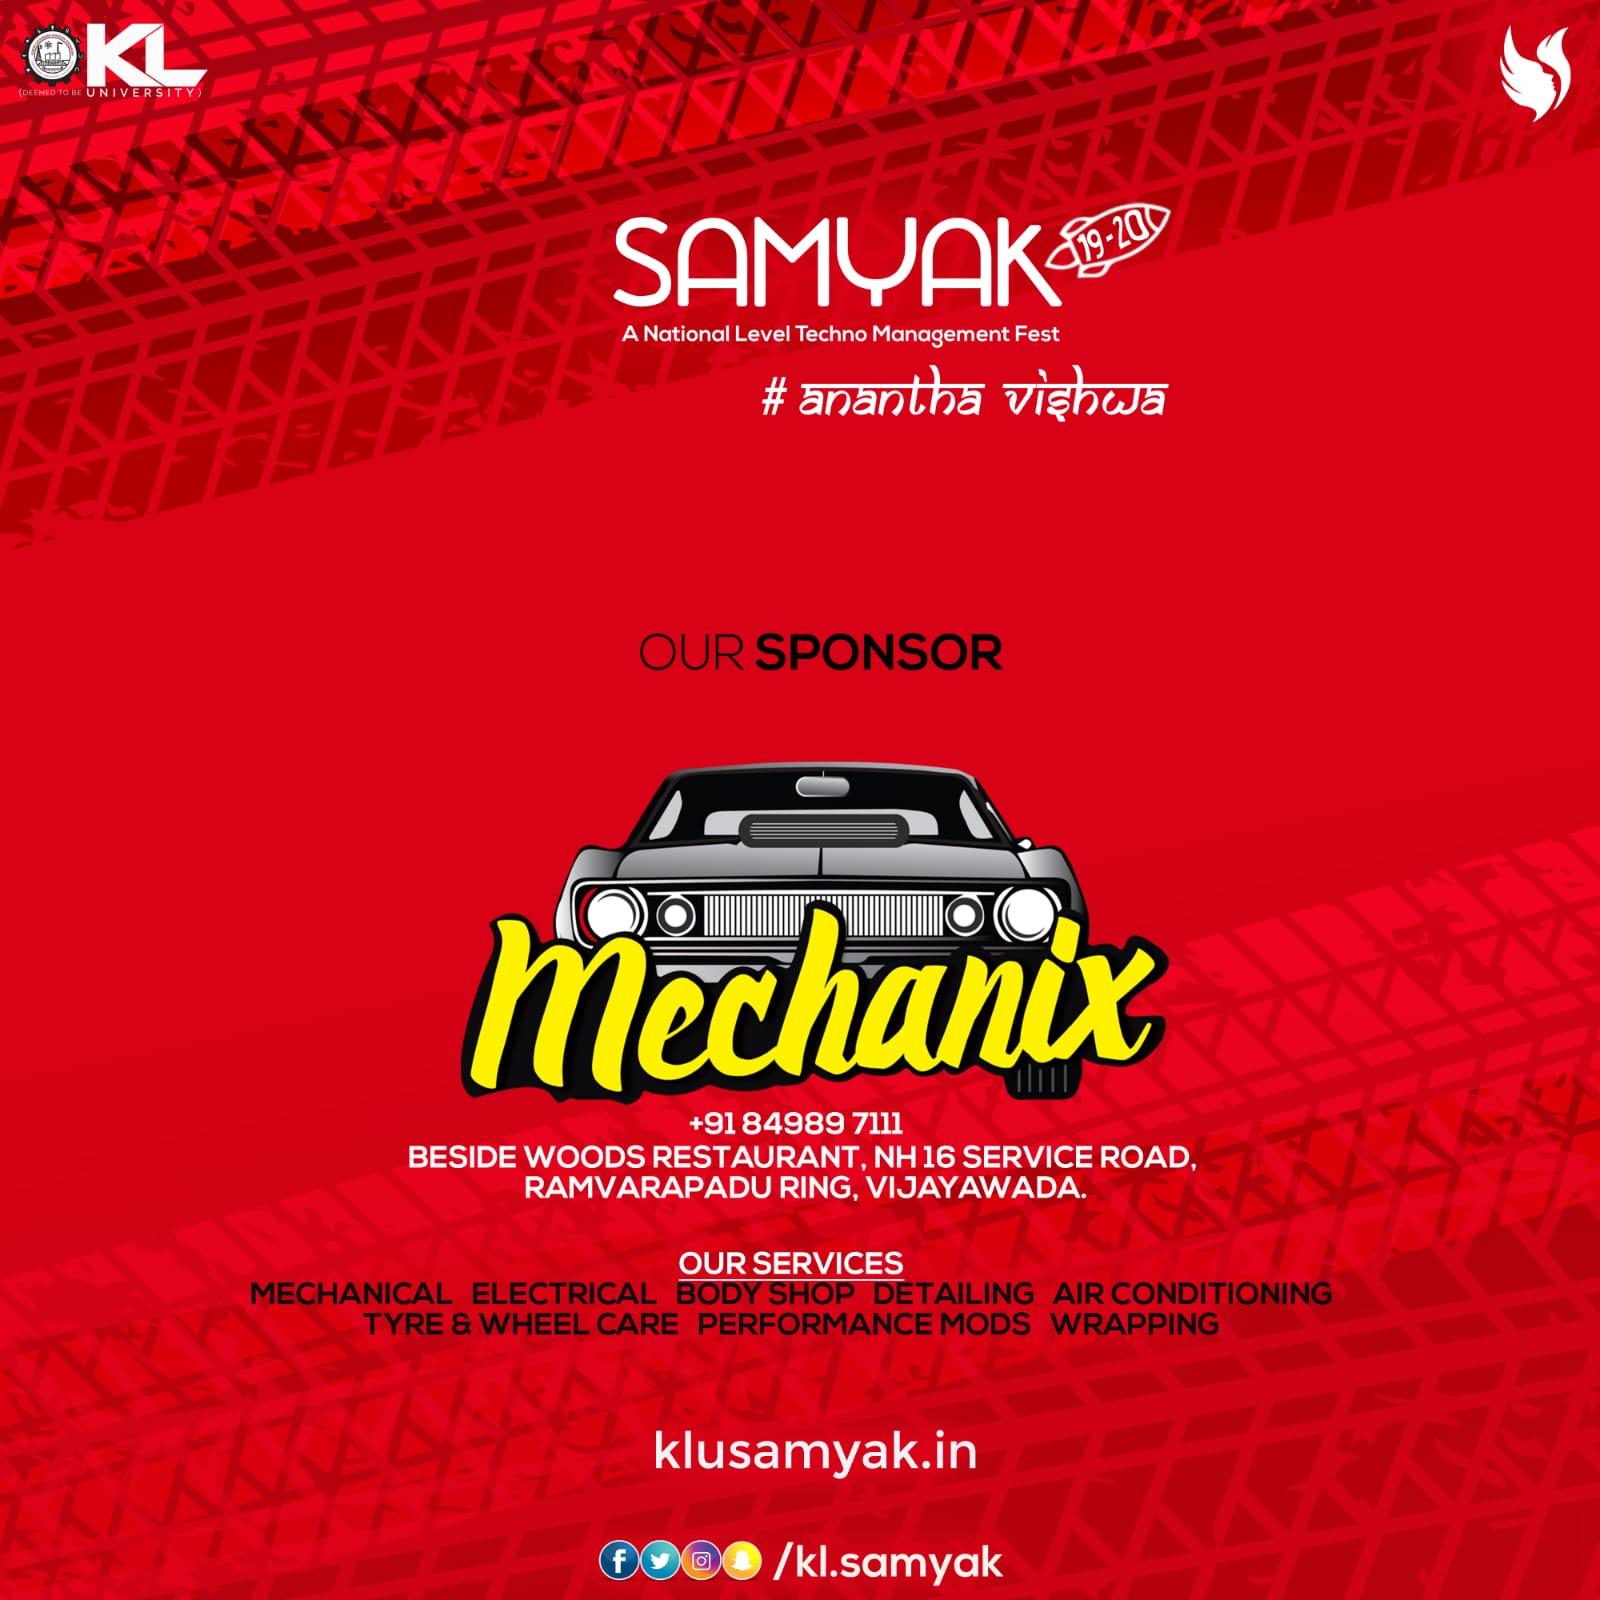 KL
(DEEMED TO BE UNIVERSITY)
SAMYAK 19-20
A National Level Techno Management Fest
# anantha vishwa
OUR SPONSOR
Mechanix
+91 84989 7111
BESIDE WOODS RESTAURANT, NH 16 SERVICE ROAD,
RAMVARAPADU RING, VIJAYAWADA.
OUR SERVICES
MECHANICAL ELECTRICAL BODY SHOP DETAILING AIR CONDITIONING
TYRE & WHEEL CARE PERFORMANCE MODS WRAPPING
klusamyak.in
/kl.samyak